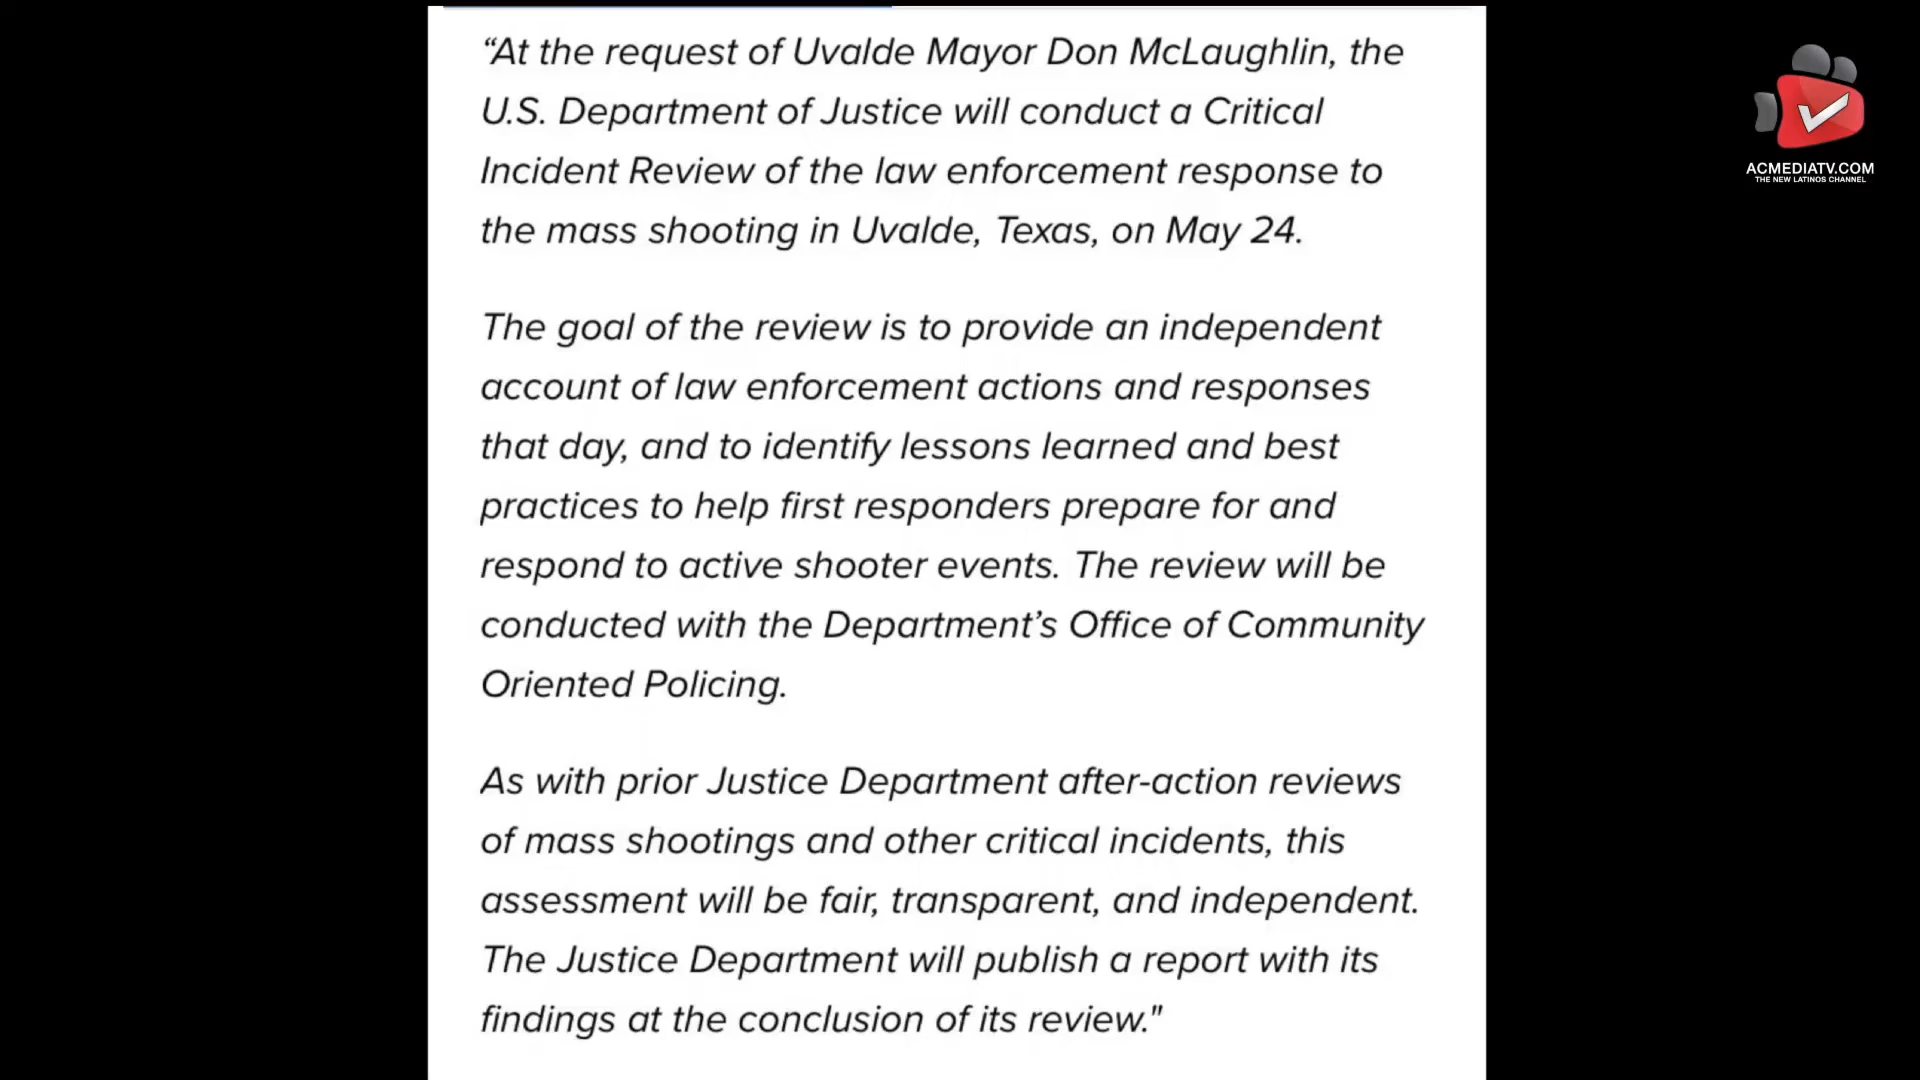 “At the request of Uvalde Mayor Don McLaughlin, the
U.S. Department of Justice will conduct a Critical
Incident Review of the law enforcement response to
the mass shooting in Uvalde, Texas, on May 24.
The goal of the review is to provide an independent
account of law enforcement actions and responses
that day, and to identify lessons learned and best
practices to help first responders prepare for and
respond to active shooter events. The review will be
conducted with the Department’s Office of Community
Oriented Policing.
As with prior Justice Department after-action reviews
of mass shootings and other critical incidents, this
assessment will be fair, transparent, and independent.
The Justice Department will publish a report with its
findings at the conclusion of its review."
ACMEDIATV.COM
THE NEW LATINOS CHANNEL